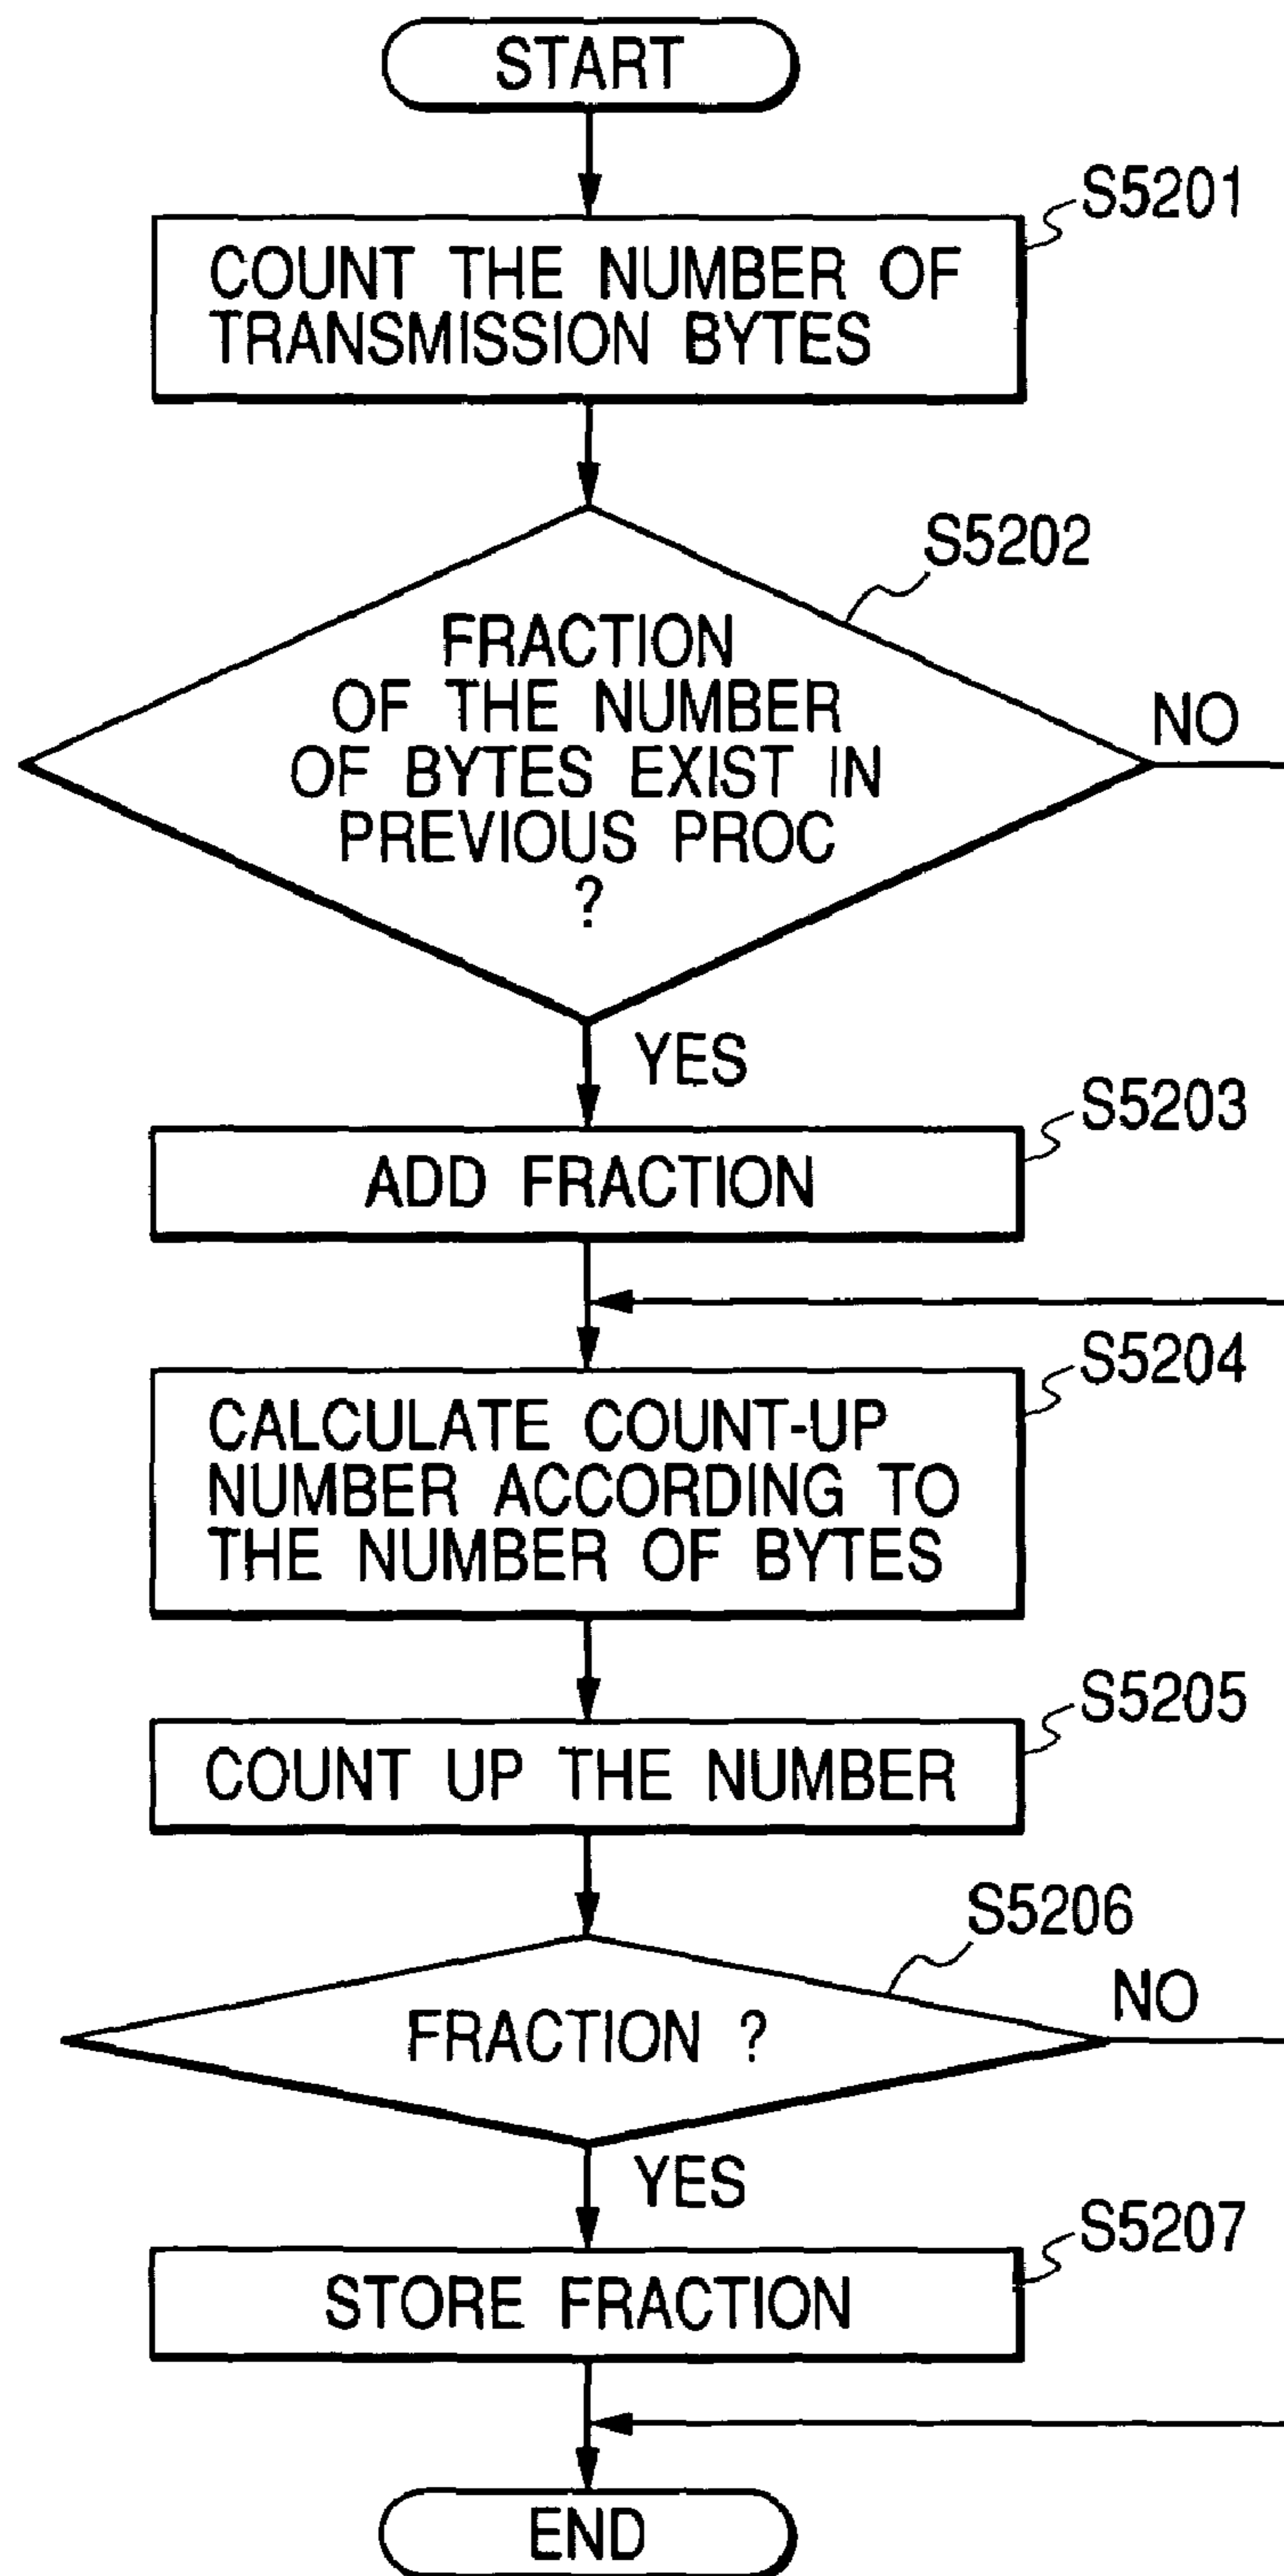 START
S5201
COUNT THE NUMBER OF
TRANSMISSION BYTES
S5202
FRACTION
OF THE NUMBER
OF BYTES EXIST IN
PREVIOUS PROC
?
NO
YES
S5203
ADD FRACTION
S5204
CALCULATE COUNT-UP
NUMBER ACCORDING TO
THE NUMBER OF BYTES
S5205
COUNT UP THE NUMBER
S5206
FRACTION ?
NO
YES
S5207
STORE FRACTION
END